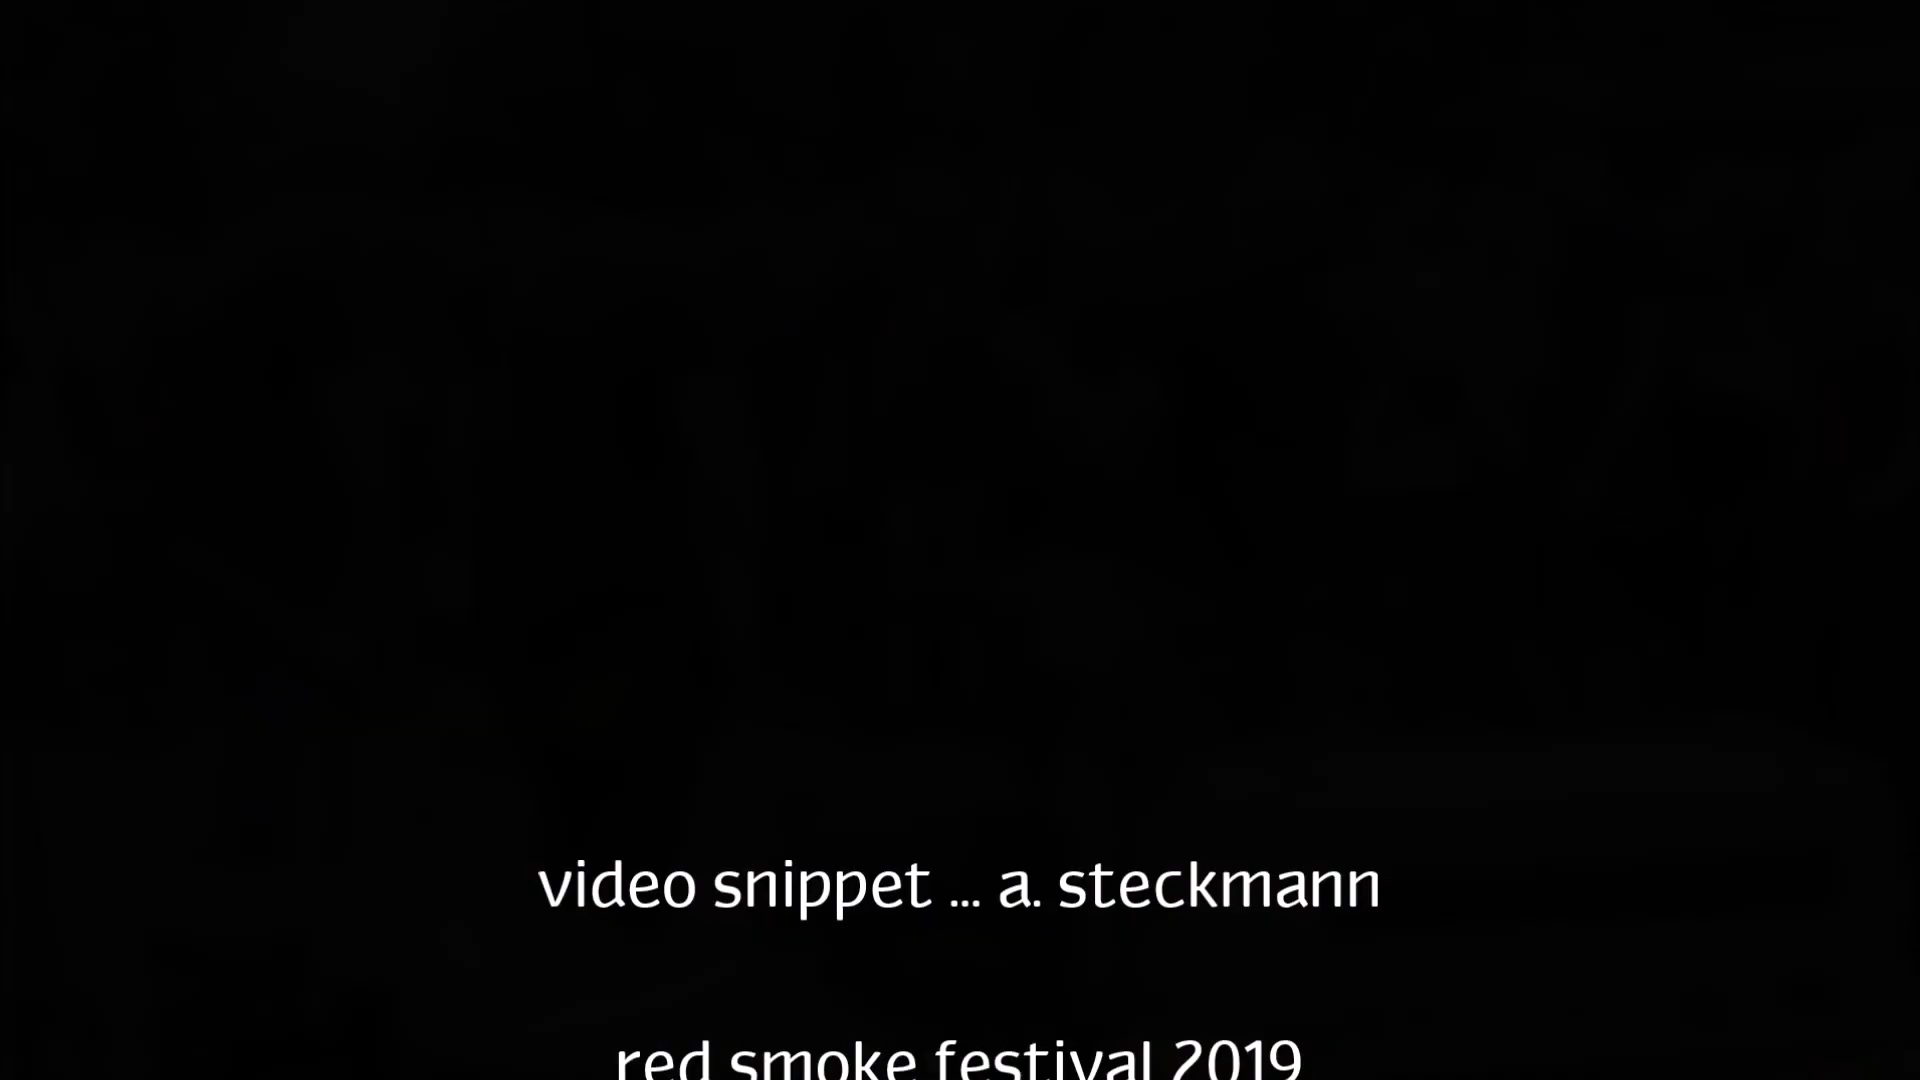 video snippet ... a. steckmann
red smoke festival 2019